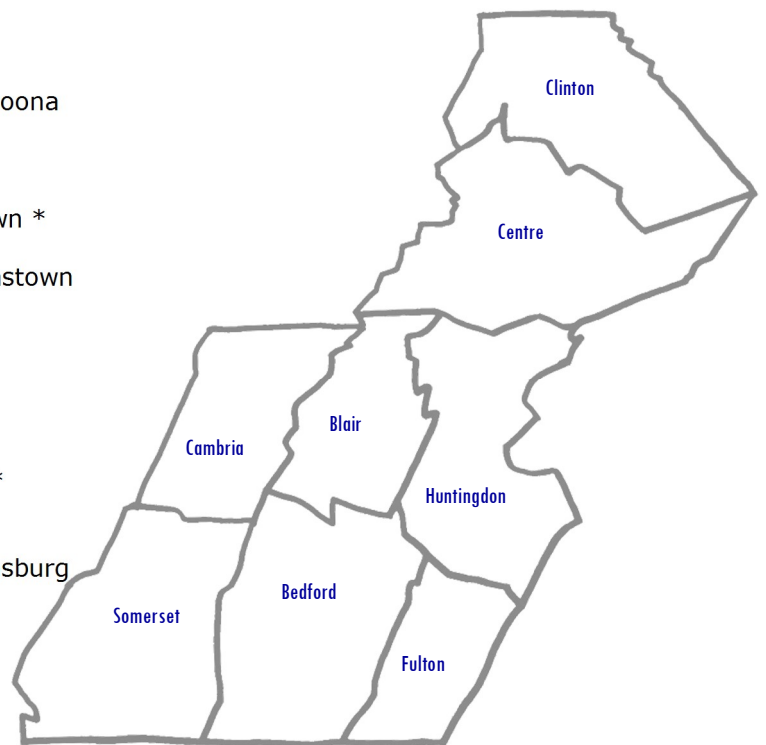 oona
Clinton
wn *
Centre
stown
Blair
Cambria
*
Huntingdon
sburg
Bedford
Somerset
Fulton